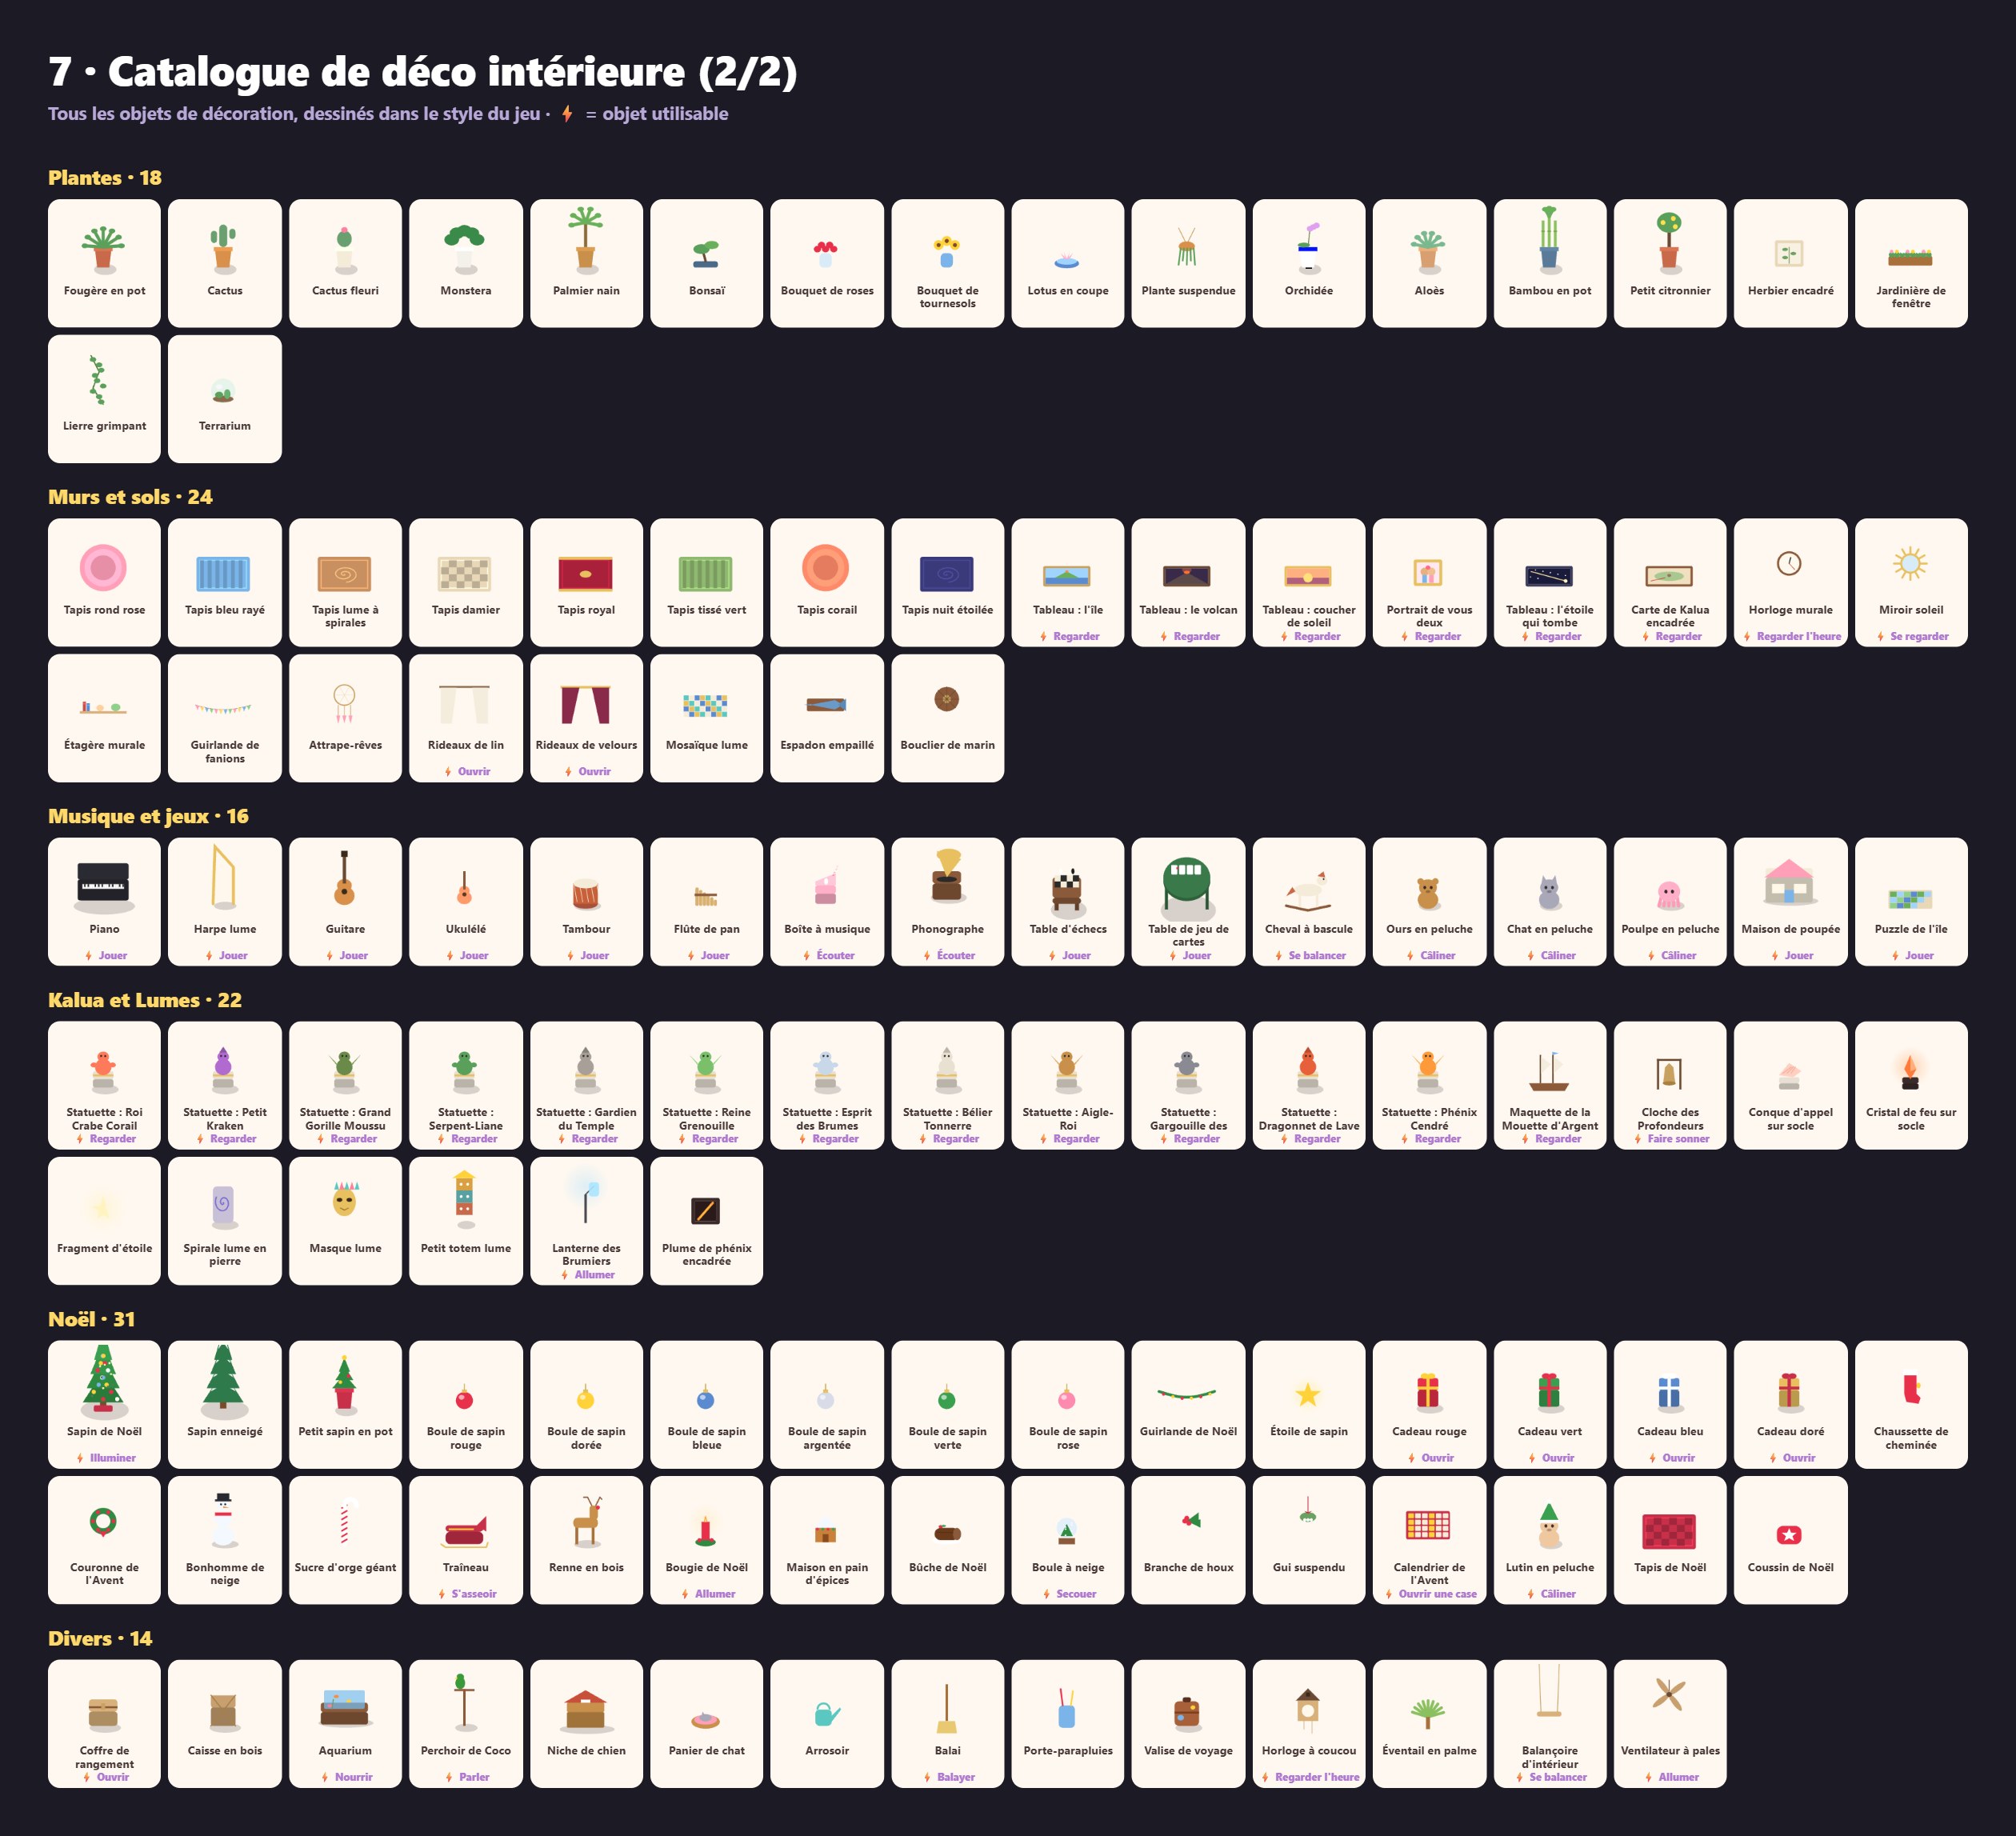 7 · Catalogue de déco intérieure (2/2)
Tous les objets de décoration, dessinés dans le style du jeu · = objet utilisable
Plantes · 18
Fougère en pot
Cactus
Cactus fleuri
Monstera
Palmier nain
Bonsaï
Bouquet de roses
Bouquet de
tournesols
Lotus en coupe
Plante suspendue
Orchidée
Aloès
Bambou en pot
Petit citronnier
Herbier encadré
Jardinière de
fenêtre
Lierre grimpant
Terrarium
Murs et sols · 24
Tapis rond rose
Tapis bleu rayé
Tapis lume à
spirales
Tapis damier
Tapis royal
Tapis tissé vert
Tapis corail
Tapis nuit étoilée
Tableau : l'île
Regarder
Tableau : le volcan
Regarder
Tableau : coucher
de soleil
Regarder
Portrait de vous
deux
Regarder
Tableau : l'étoile
qui tombe
Regarder
Carte de Kalua
encadrée
Regarder
Horloge murale
Regarder l'heure
Miroir soleil
Se regarder
Étagère murale
Guirlande de
fanions
Attrape-rêves
Rideaux de lin
Ouvrir
Rideaux de velours
Ouvrir
Mosaïque lume
Espadon empaillé
Bouclier de marin
Musique et jeux · 16
Piano
Jouer
Harpe lume
Jouer
Guitare
Jouer
Ukulélé
Jouer
Tambour
Jouer
Flûte de pan
Jouer
Boîte à musique
Écouter
Phonographe
Écouter
Table d'échecs
Jouer
Table de jeu de
cartes
Jouer
Cheval à bascule
Se balancer
Ours en peluche
Câliner
Chat en peluche
Câliner
Poulpe en peluche
Câliner
Maison de poupée
Jouer
Puzzle de l'île
Jouer
Kalua et Lumes · 22
Statuette : Roi
Crabe Corail
Regarder
Statuette : Petit
Kraken
Regarder
Statuette : Grand
Gorille Moussu
Regarder
Statuette :
Serpent-Liane
Regarder
Statuette : Gardien
du Temple
Regarder
Statuette : Reine
Grenouille
Regarder
Statuette : Esprit
des Brumes
Regarder
Statuette : Bélier
Tonnerre
Regarder
Statuette : Aigle-
Roi
Regarder
Statuette :
Gargouille des
Regarder
Statuette :
Dragonnet de Lave
Regarder
Statuette : Phénix
Cendré
Regarder
Maquette de la
Mouette d'Argent
Regarder
Cloche des
Profondeurs
Faire sonner
Conque d'appel
sur socle
Cristal de feu sur
socle
Fragment d'étoile
Spirale lume en
pierre
Masque lume
Petit totem lume
Lanterne des
Brumiers
Allumer
Plume de phénix
encadrée
Noël · 31
Sapin de Noël
Illuminer
Sapin enneigé
Petit sapin en pot
Boule de sapin
rouge
Boule de sapin
dorée
Boule de sapin
bleue
Boule de sapin
argentée
Boule de sapin
verte
Boule de sapin
rose
Guirlande de Noël
Étoile de sapin
Cadeau rouge
Ouvrir
Cadeau vert
Ouvrir
Cadeau bleu
Ouvrir
Cadeau doré
Ouvrir
Chaussette de
cheminée
Couronne de
l'Avent
Bonhomme de
neige
Sucre d'orge géant
Traîneau
S'asseoir
Renne en bois
Bougie de Noël
Allumer
Maison en pain
d'épices
Bûche de Noël
Boule à neige
Secouer
Branche de houx
Gui suspendu
Calendrier de
l'Avent
Ouvrir une case
Lutin en peluche
Câliner
Tapis de Noël
Coussin de Noël
Divers · 14
Coffre de
rangement
Ouvrir
Caisse en bois
Aquarium
Nourrir
Perchoir de Coco
Parler
Niche de chien
Panier de chat
Arrosoir
Balai
Balayer
Porte-parapluies
Valise de voyage
Horloge à coucou
Regarder l'heure
Éventail en palme
Balançoire
d'intérieur
Se balancer
Ventilateur à pales
Allumer